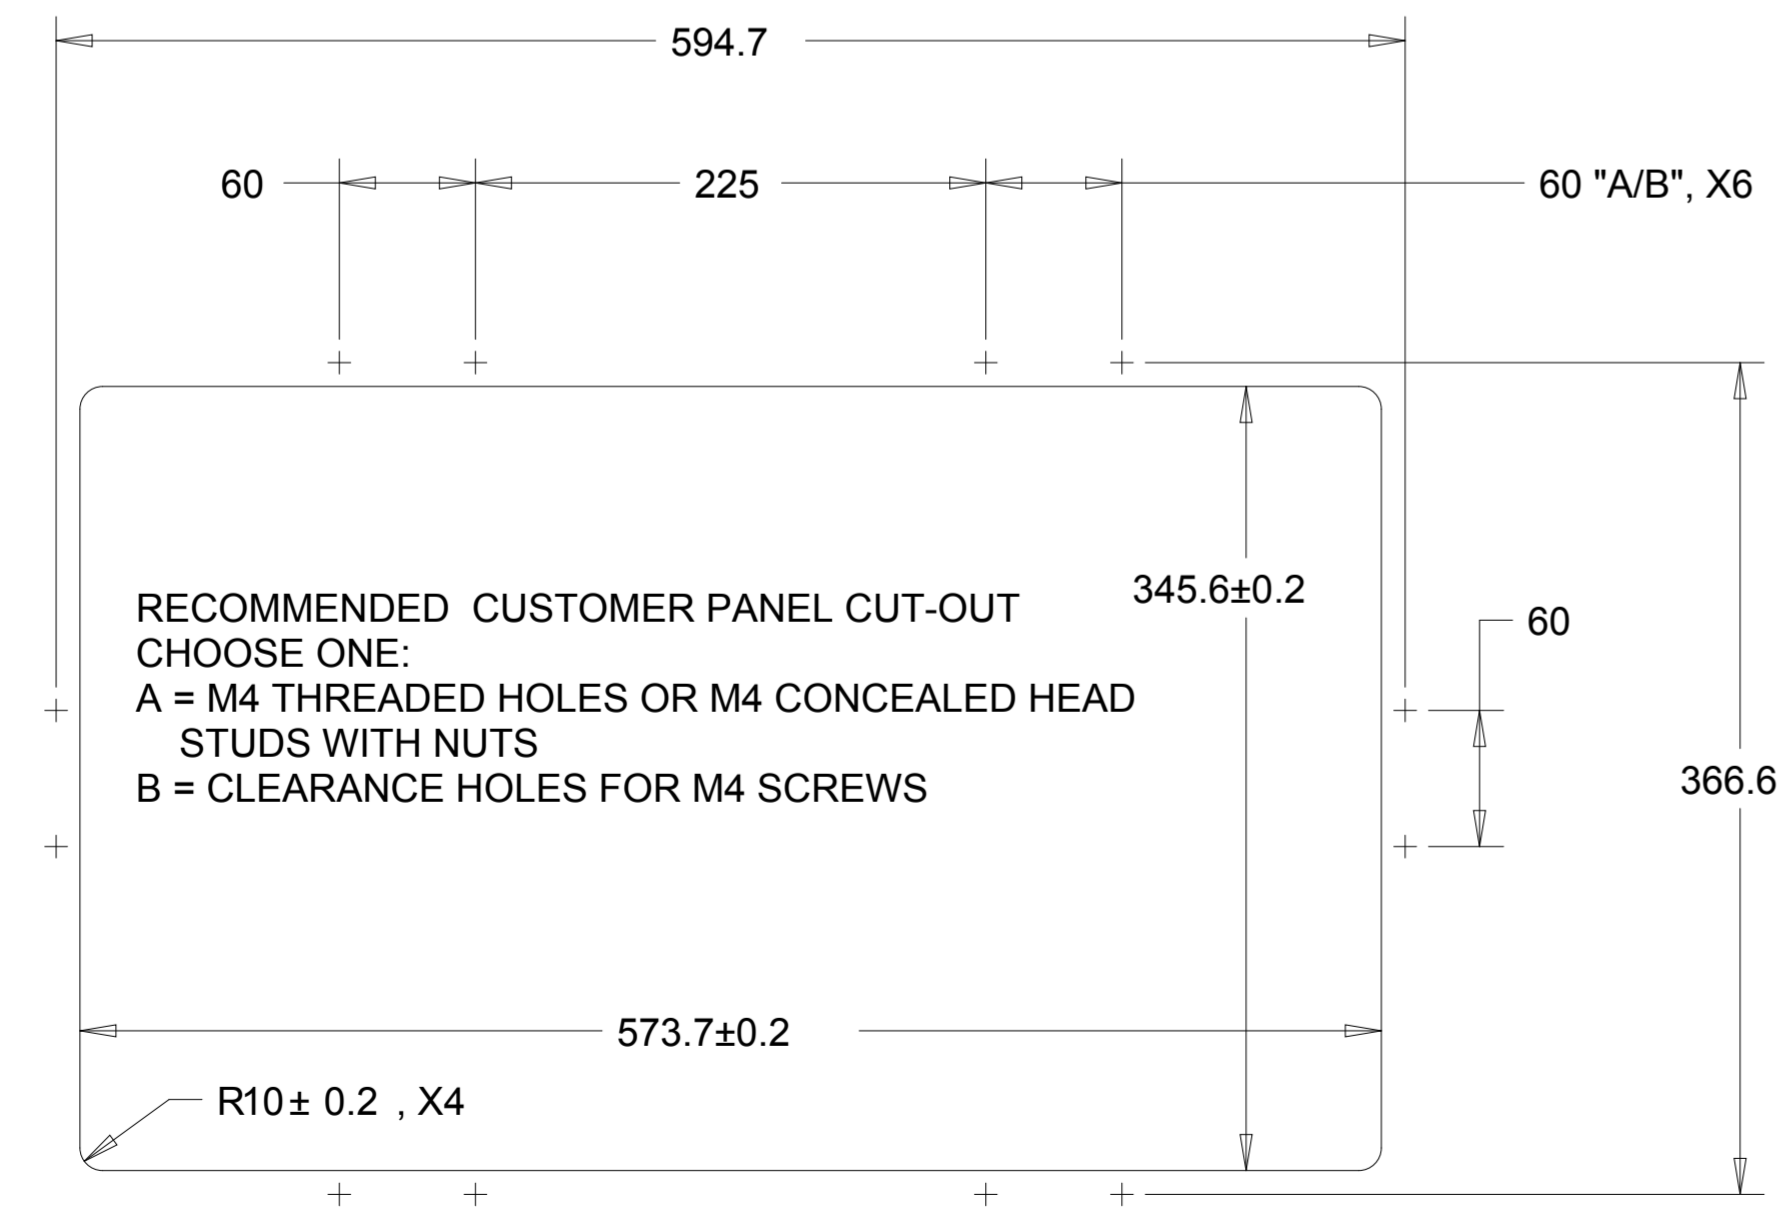 594.7
60
225
60 "A/B", X6
RECOMMENDED CUSTOMER PANEL CUT-OUT
CHOOSE ONE:
A = M4 THREADED HOLES OR M4 CONCEALED HEAD
STUDS WITH NUTS
B = CLEARANCE HOLES FOR M4 SCREWS
345.6±0.2
60
366.6
573.7±0.2
R10± 0.2 , X4